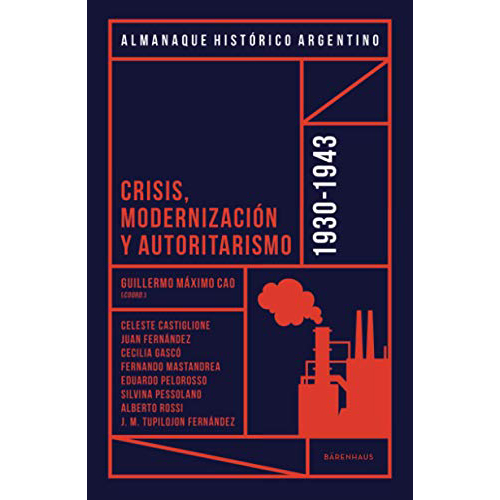 ALMANAQUE HISTÓRICO ARGENTINO
1930-1943
CRISIS,
MODERNIZACIÓN
Y AUTORITARISMO
GUILLERMO MÁXIMO CAO
(COORD.)
CELESTE CASTIGLIONE
JUAN FERNÁNDEZ
CECILIA GASCÓ
FERNANDO MASTANDREA
EDUARDO PELOROSSO
SILVINA PESSOLANO
ALBERTO ROSSI
J. M. TUPILOJON FERNÁNDEZ
BÄRENHAUS